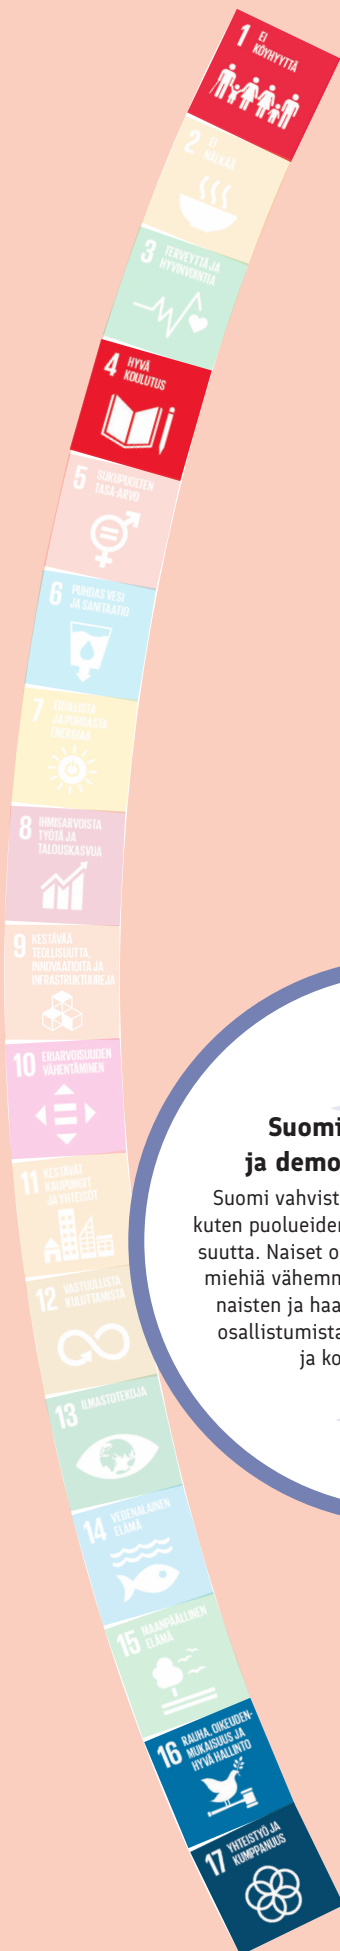 1 EI
KÖYHYYTTÄ
2 EI
NÄLKÄÄ
3 TERVEYTTÄ JA
HYVINVOINTIA
4 HYVÄ
KOULUTUS
5 SUKUPUOLTEN
TASA-ARVO
6 PUHDAS VESI
JA SANITAATIO
7 EDULLISTA
JA PUHDASTA
ENERGIAA
8 IHMISARVOISTA
TYÖTÄ JA
TALOUSKASVUA
9 KESTÄVÄÄ
TEOLLISUUTTA,
INNOVAATIOITA JA
INFRASTRUKTUUREJA
10 ERIARVOISUUDEN
VÄHENTÄMINEN
11 KESTÄVÄT
KAUPUNGIT
JA YHTEISÖT
Suomi
ja demo
Suomi vahvist
kuten puolueider
suutta. Naiset o
miehiä vähemn
naisten ja haa
osallistumista
ja ko
12 VASTUULLISTA
KULUTTAMISTA
13 ILMASTOTEKOJA
14 VEDENALAINEN
ELÄMÄ
15 MAANPÄÄLLINEN
ELÄMÄ
16 RAUHA, OIKEUDEN-
MUKAISUUS JA
HYVÄ HALLINTO
17 YHTEISTYÖ JA
KUMPPANUUS